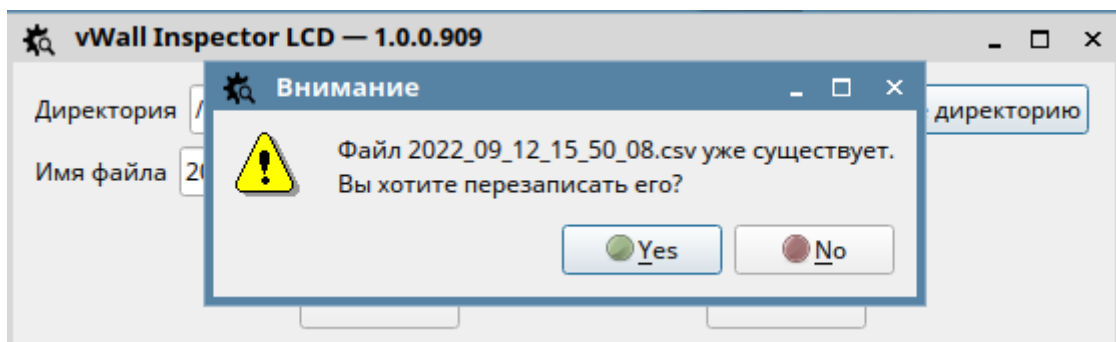 vWall Inspector LCD — 1.0.0.909
Внимание
Директория
директорию
Файл 2022_09_12_15_50_08.csv уже существует.
Имя файла
Вы хотите перезаписать его?
Yes No